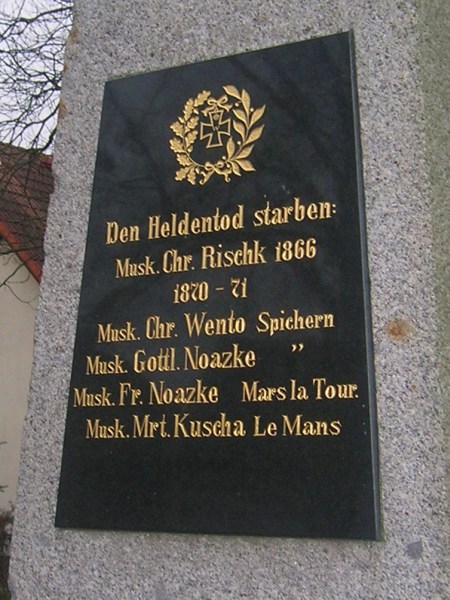 Den Heldentod starben:
Musk. Chr. Rischk 1866
1870 - 71
Musk. Chr. Wento Spichern
Musk. Gottl. Noazke "
Musk. Fr. Noazke Mars la Tour.
Musk. Mrt. Kuscha Le Mans